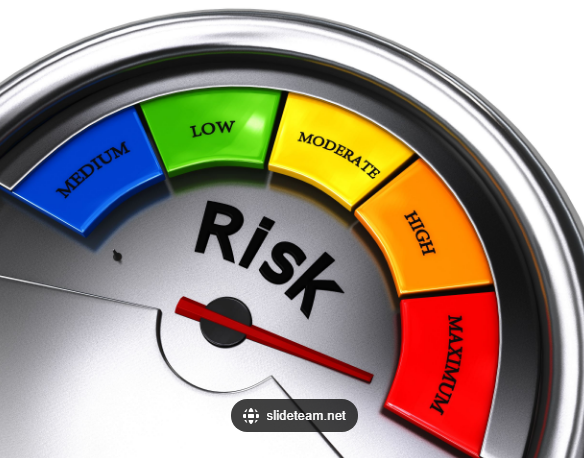 MEDIUM
LOW
MODERATE
HIGH
MAXIMUM
Risk
slideteam.net